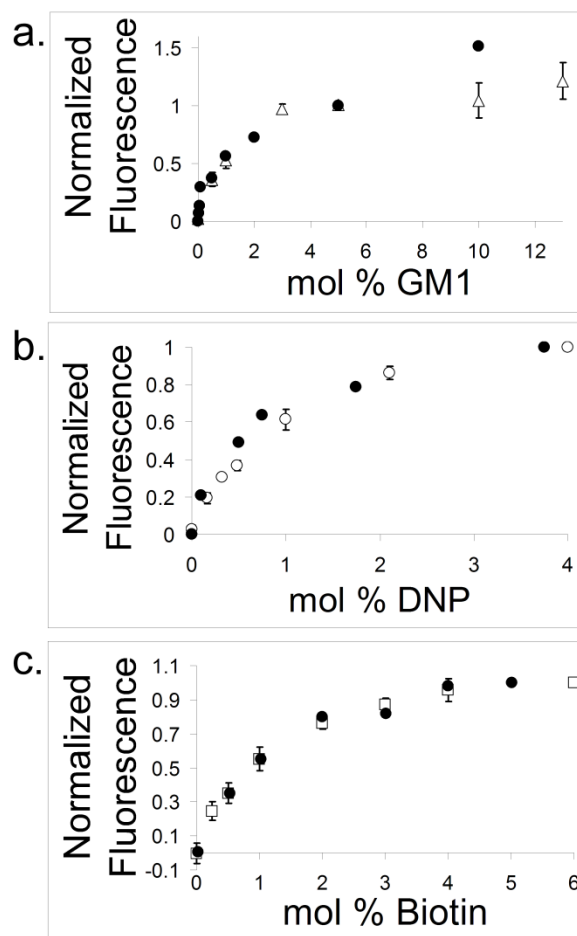 a.
Normalized
Fluorescence
1.5
1
0.5
0
0 2 4 6 8 10 12
mol % GM1
b.
Normalized
Fluorescence
1
0.8
0.6
0.4
0.2
0
0 1 2 3 4
mol % DNP
c.
Normalized
Fluorescence
1.1
0.9
0.7
0.5
0.3
0.1
-0.1
0 1 2 3 4 5 6
mol % Biotin